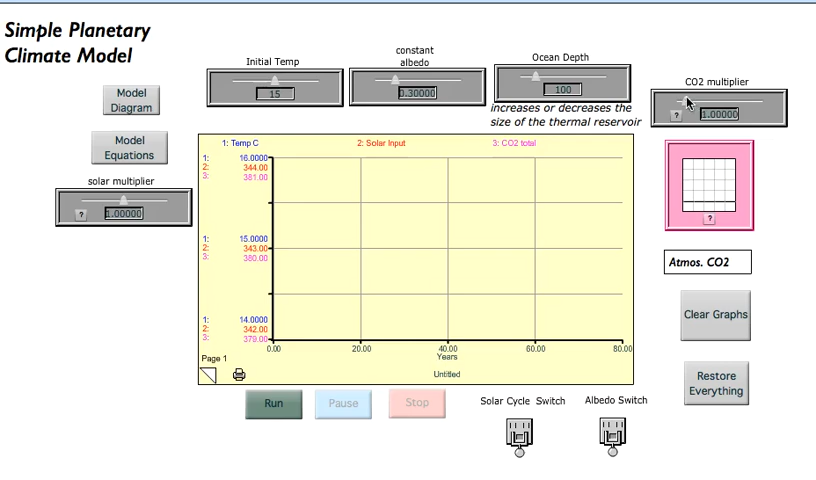 Simple Planetary
Climate Model
Initial Temp
15
constant
albedo
0.30000
Ocean Depth
100
increases or decreases the
size of the thermal reservoir
CO2 multiplier
?
1.00000
Model
Diagram
Model
Equations
solar multiplier
?
1.00000
1: Temp C 2: Solar Input 3: CO2 total
1: 16.0000
2: 344.00
3: 381.00
1: 15.0000
2: 343.00
3: 380.00
1: 14.0000
2: 342.00
3: 379.00
0.00 20.00 40.00 60.00 80.00
Years
Page 1
Untitled
?
Atmos. CO2
Clear Graphs
Restore
Everything
Run
Pause
Stop
Solar Cycle Switch
Albedo Switch